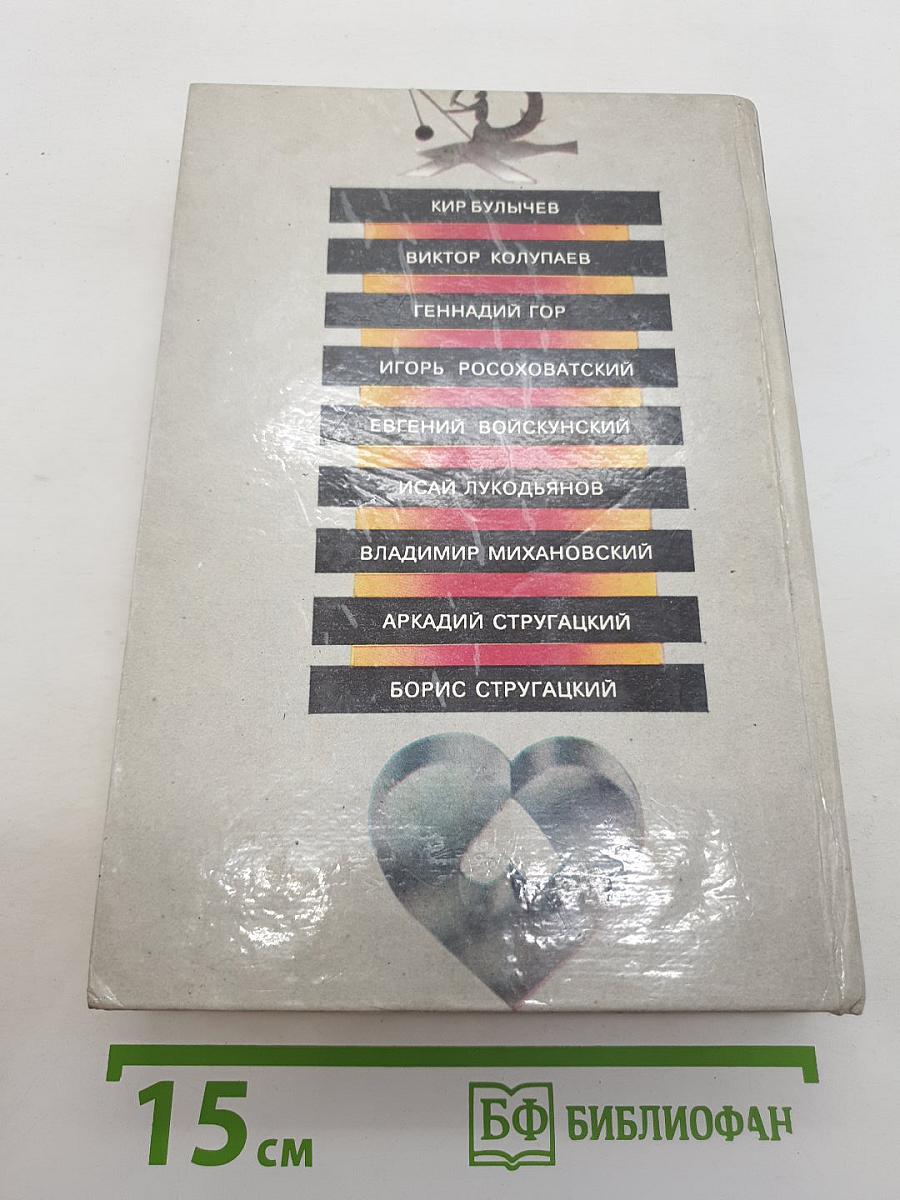 КИР БУЛЫЧЕВ
ВИКТОР КОЛУПАЕВ
ГЕННАДИЙ ГОР
ИГОРЬ РОСОХОВАТСКИЙ
ЕВГЕНИЙ ВОЙСКУНСКИЙ
ИСАЙ ЛУКОДЬЯНОВ
ВЛАДИМИР МИХАНОВСКИЙ
АРКАДИЙ СТРУГАЦКИЙ
БОРИС СТРУГАЦКИЙ
15 см
БФ БИБЛИОФАН